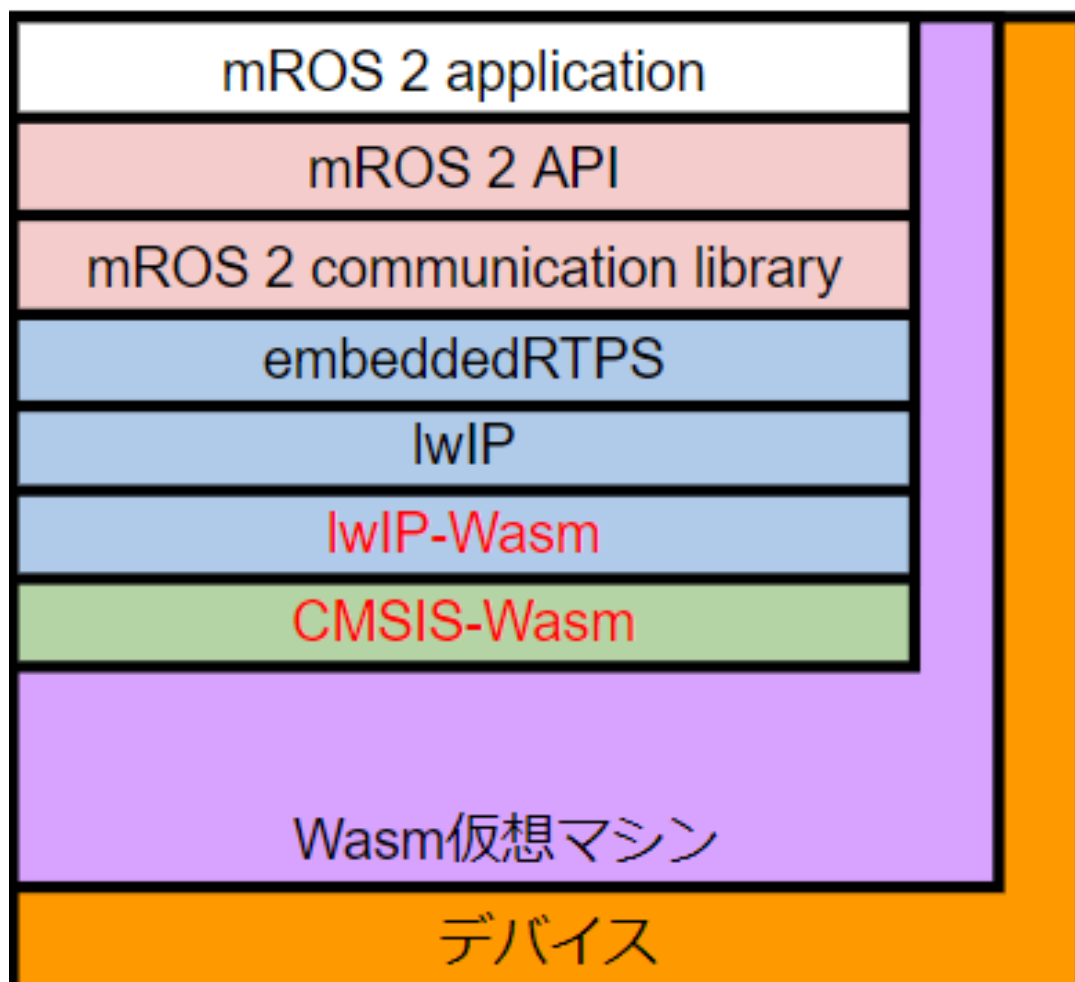 mROS 2 application
mROS 2 API
mROS 2 communication library
embeddedRTPS
lwIP
lwIP-Wasm
CMSIS-Wasm
Wasm仮想マシン
デバイス